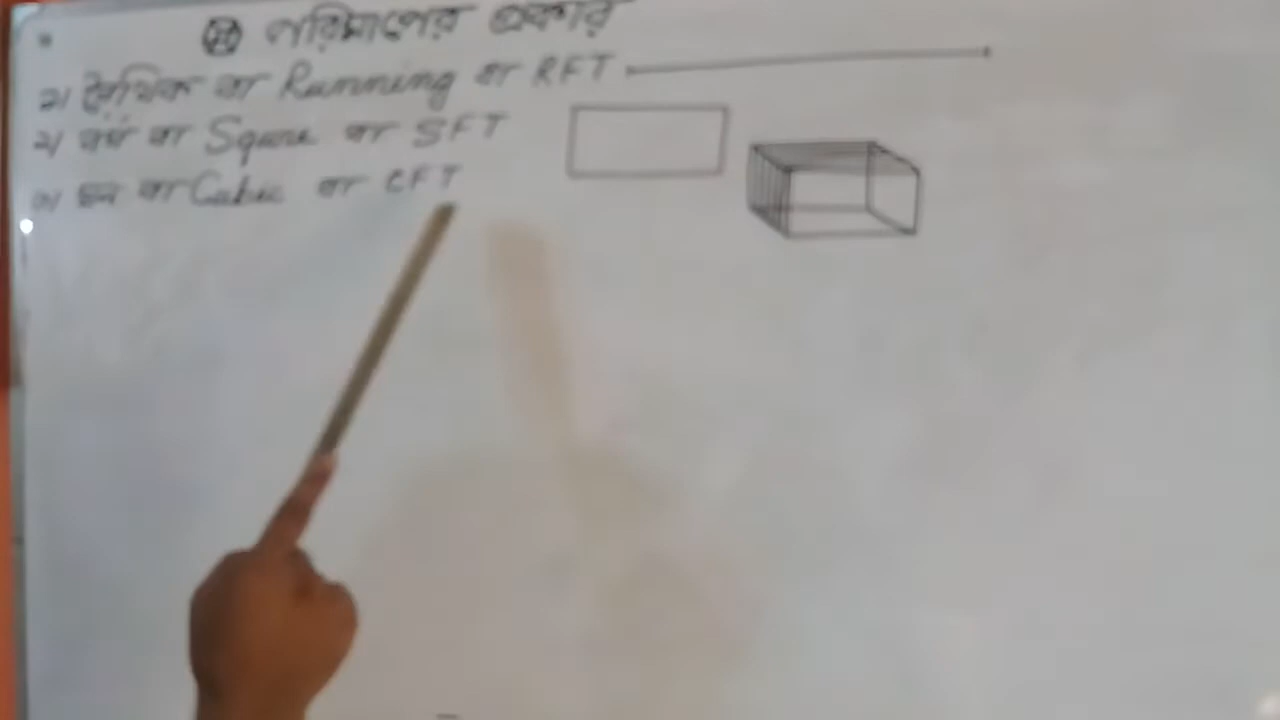 পরিমাপের প্রকার
১। রৈখিক বা Running বা RFT
২। বর্গ বা Square বা SFT
৩। ঘন বা Cubic বা CFT